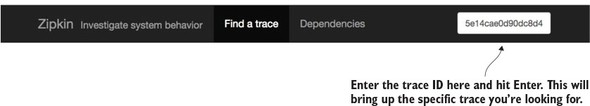 Zipkin Investigate system behavior Find a trace Dependencies 5e14cae0d90dc8d4
Enter the trace ID here and hit Enter. This will
bring up the specific trace you're looking for.